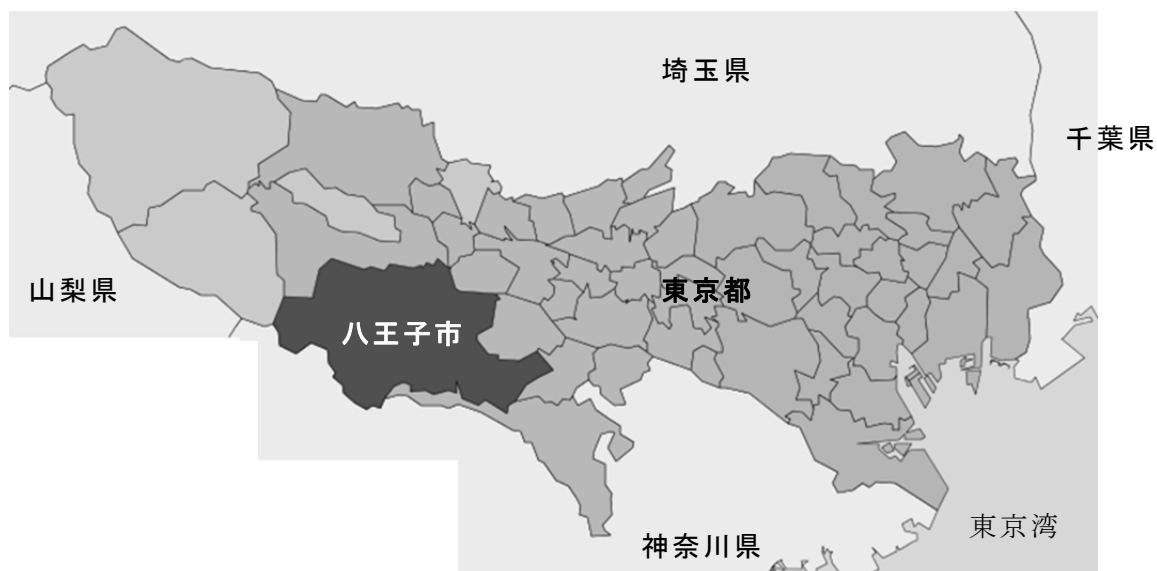 埼玉県
千葉県
山梨県
東京都
八王子市
東京湾
神奈川県